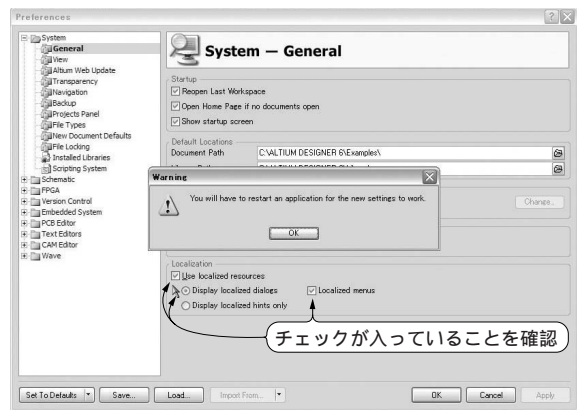 Preferences
System
General
View
Altium Web Update
Transparency
Navigation
Backup
Projects Panel
File Types
New Document Defaults
File Locking
Installed Libraries
Scripting System
Schematic
FPGA
Version Control
Embedded System
PCB Editor
Text Editors
CAM Editor
Wave
System — General
Startup
Reopen Last Workspace
Open Home Page if no documents open
Show startup screen
Default Locations
Document Path
C:\ALTIUM DESIGNER 6\Examples\
Warning
You will have to restart an application for the new settings to work.
OK
Change...
Localization
Use localized resources
Display localized dialogs
Localized menus
Display localized hints only
チェックが入っていることを確認
Set To Defaults
Save...
Load...
Import From...
OK
Cancel
Apply